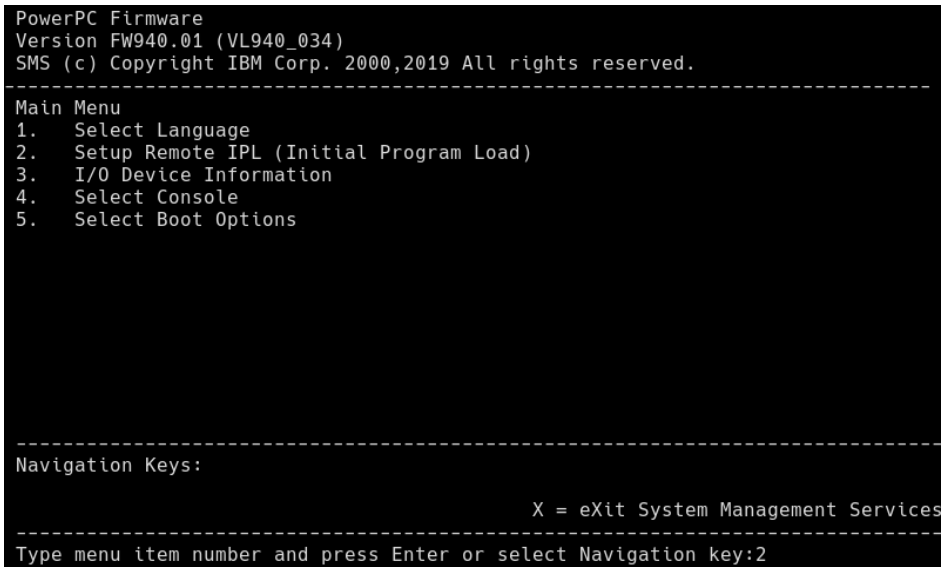 PowerPC Firmware
Version FW940.01 (VL940_034)
SMS (c) Copyright IBM Corp. 2000,2019 All rights reserved.
-------------------------------------------------------------------------------
Main Menu
1.   Select Language
2.   Setup Remote IPL (Initial Program Load)
3.   I/O Device Information
4.   Select Console
5.   Select Boot Options
-------------------------------------------------------------------------------
Navigation Keys:
X = eXit System Management Services
-------------------------------------------------------------------------------
Type menu item number and press Enter or select Navigation key:2